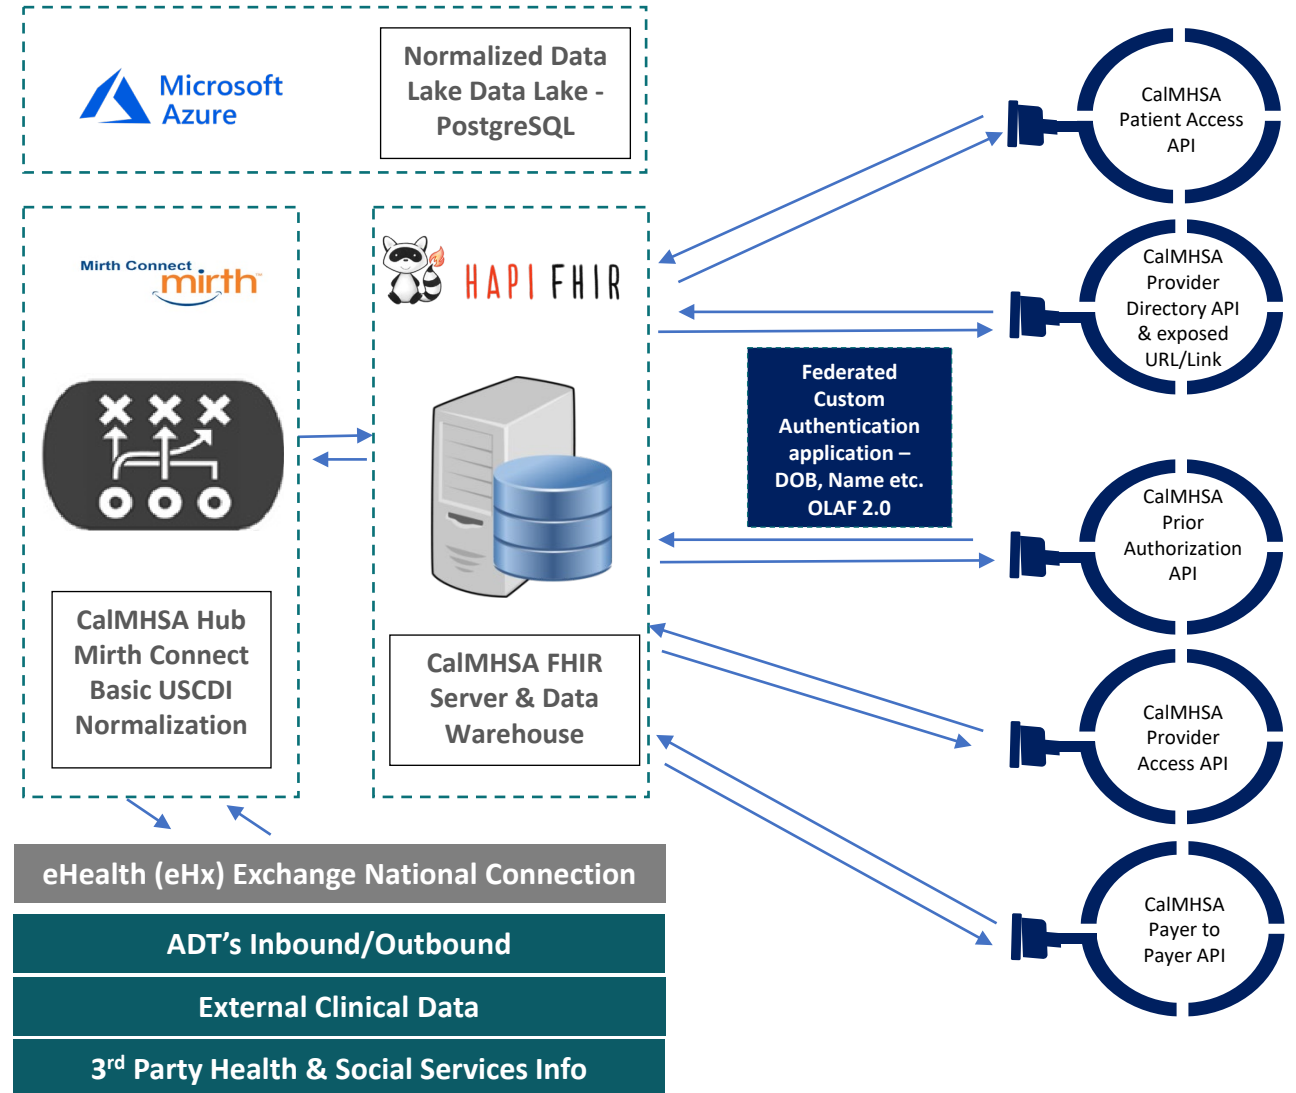 Microsoft
Azure
Normalized Data
Lake Data Lake -
PostgreSQL
Mirth Connect
mirth™
HAPI FHIR
CalMHSA Hub
Mirth Connect
Basic USCDI
Normalization
CalMHSA FHIR
Server & Data
Warehouse
Federated
Custom
Authentication
application –
DOB, Name etc.
OLAF 2.0
CalMHSA
Patient Access
API
CalMHSA
Provider
Directory API
& exposed
URL/Link
CalMHSA
Prior
Authorization
API
CalMHSA
Provider
Access API
CalMHSA
Payer to
Payer API
eHealth (eHx) Exchange National Connection
ADT’s Inbound/Outbound
External Clinical Data
3rd Party Health & Social Services Info